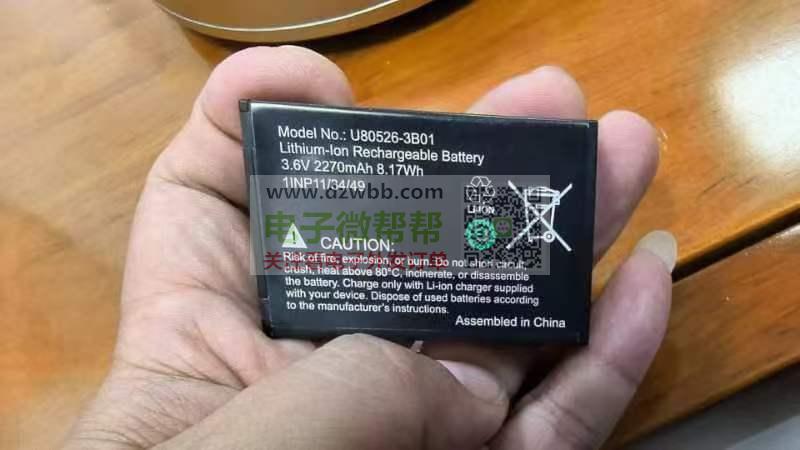 Model No.: U80526-3B01
Lithium-Ion Rechargeable Battery
3.6V 2270mAh 8.17Wh
1INP11/34/49
www.dzwbb.com
LI-ION
电子微帮帮
CAUTION:
Risk of fire, explosion, or burn. Do not short circuit,
crush, heat above 80°C, incinerate, or disassemble
the battery. Charge only with Li-ion charger supplied
with your device. Dispose of used batteries according
to the manufacturer's instructions.
Assembled in China